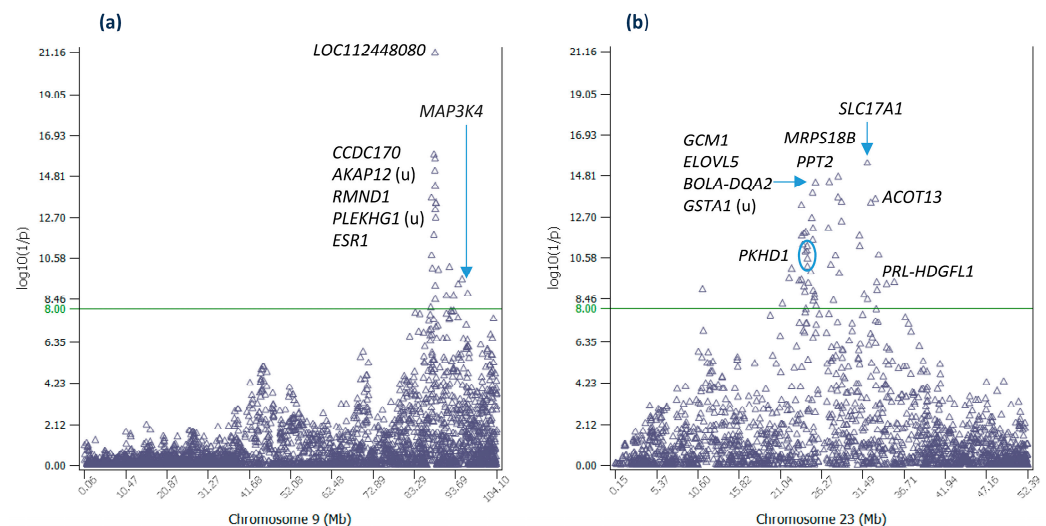 (a)
LOC112448080
MAP3K4
CCDC170
AKAP12 (u)
RMND1
PLEKHG1 (u)
ESR1
log10(1/p)
21.16
19.05
16.93
14.81
12.70
10.58
8.46
8.00
6.35
4.23
2.12
0.00
0.06
10.47
20.87
31.27
41.68
52.08
62.48
72.89
83.29
93.69
104.10
Chromosome 9 (Mb)
(b)
SLC17A1
GCM1
MRPS18B
ELOVL5
PPT2
BOLA-DQA2
GSTA1 (u)
ACOT13
PKHD1
PRL-HDGFL1
log10(1/p)
21.16
19.05
16.93
14.81
12.70
10.58
8.46
8.00
6.35
4.23
2.12
0.00
0.15
5.37
10.60
15.82
21.04
26.27
31.49
36.71
41.94
47.16
52.39
Chromosome 23 (Mb)